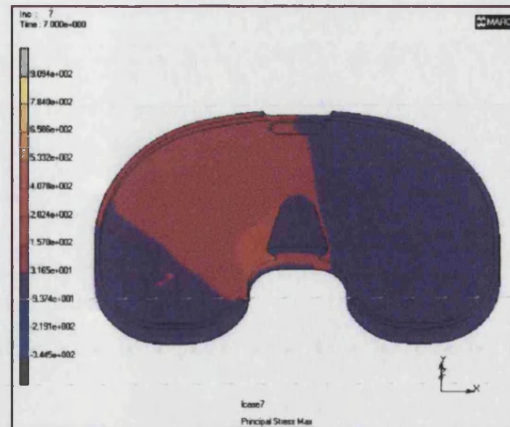 Inc : 7
Time : 7.000e+000
MARC
9.094e+002
7.840e+002
6.586e+002
5.332e+002
4.078e+002
2.824e+002
1.570e+002
3.165e+001
-9.374e+001
-2.191e+002
-3.445e+002
Y
X
lcase7
Principal Stress Max